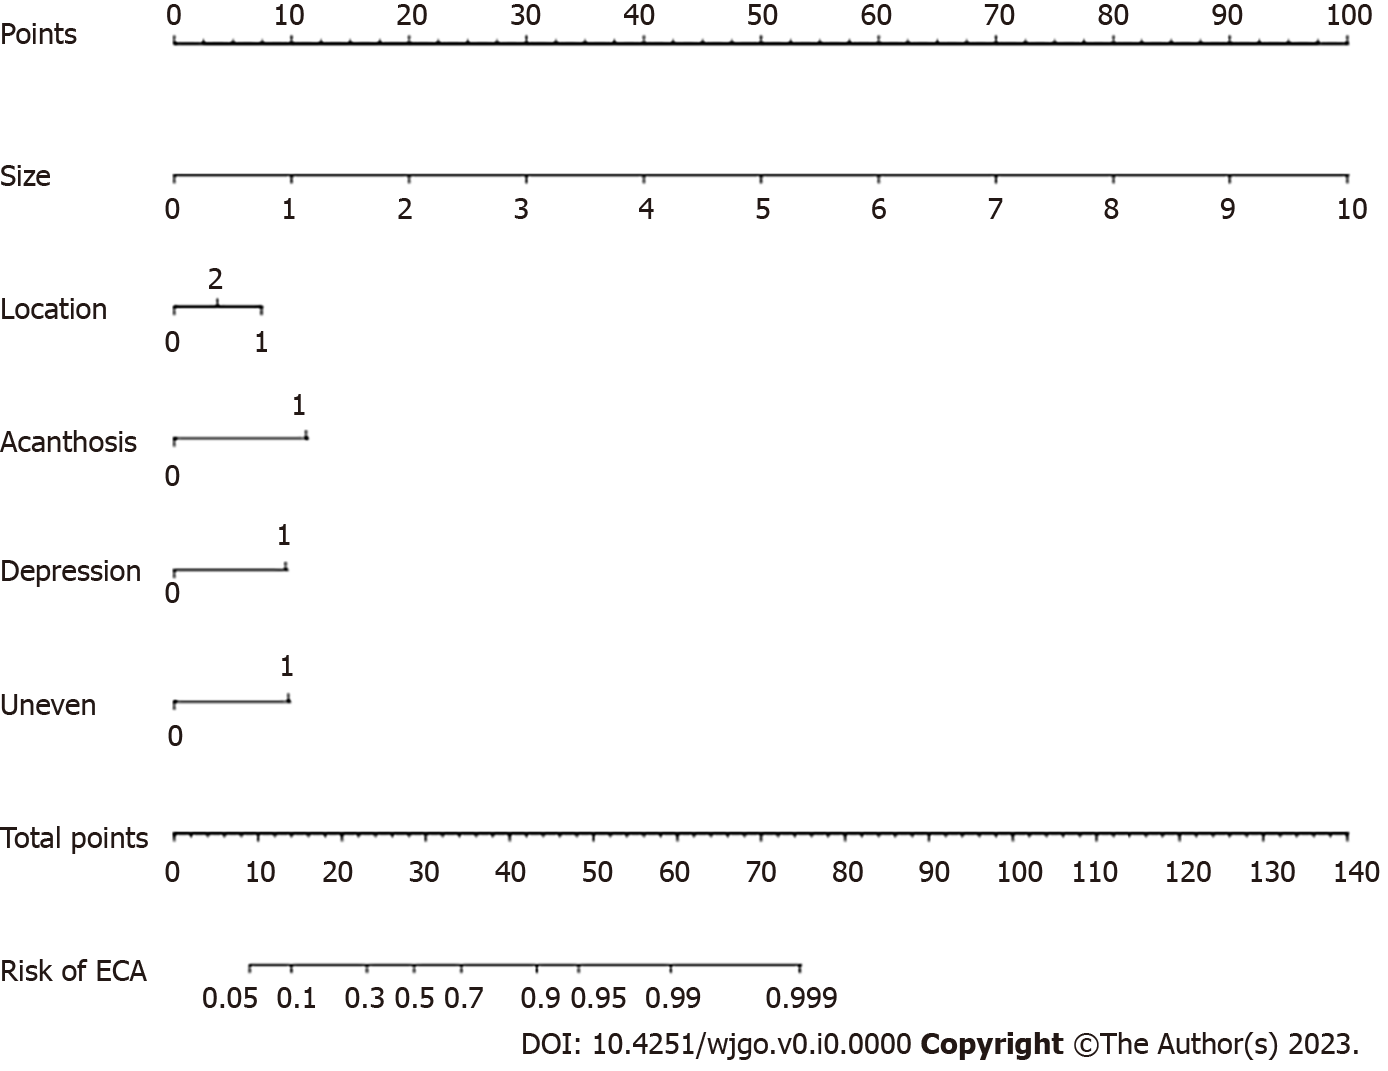 Points 0 10 20 30 40 50 60 70 80 90 100
Size
0 1 2 3 4 5 6 7 8 9 10
2
Location
0 1
1
Acanthosis
0
1
Depression
0
1
Uneven
0
Total points
0 10 20 30 40 50 60 70 80 90 100 110 120 130 140
Risk of ECA
0.05 0.1 0.3 0.5 0.7 0.9 0.95 0.99 0.999
DOI: 10.4251/wjgo.v0.i0.0000 Copyright ©The Author(s) 2023.